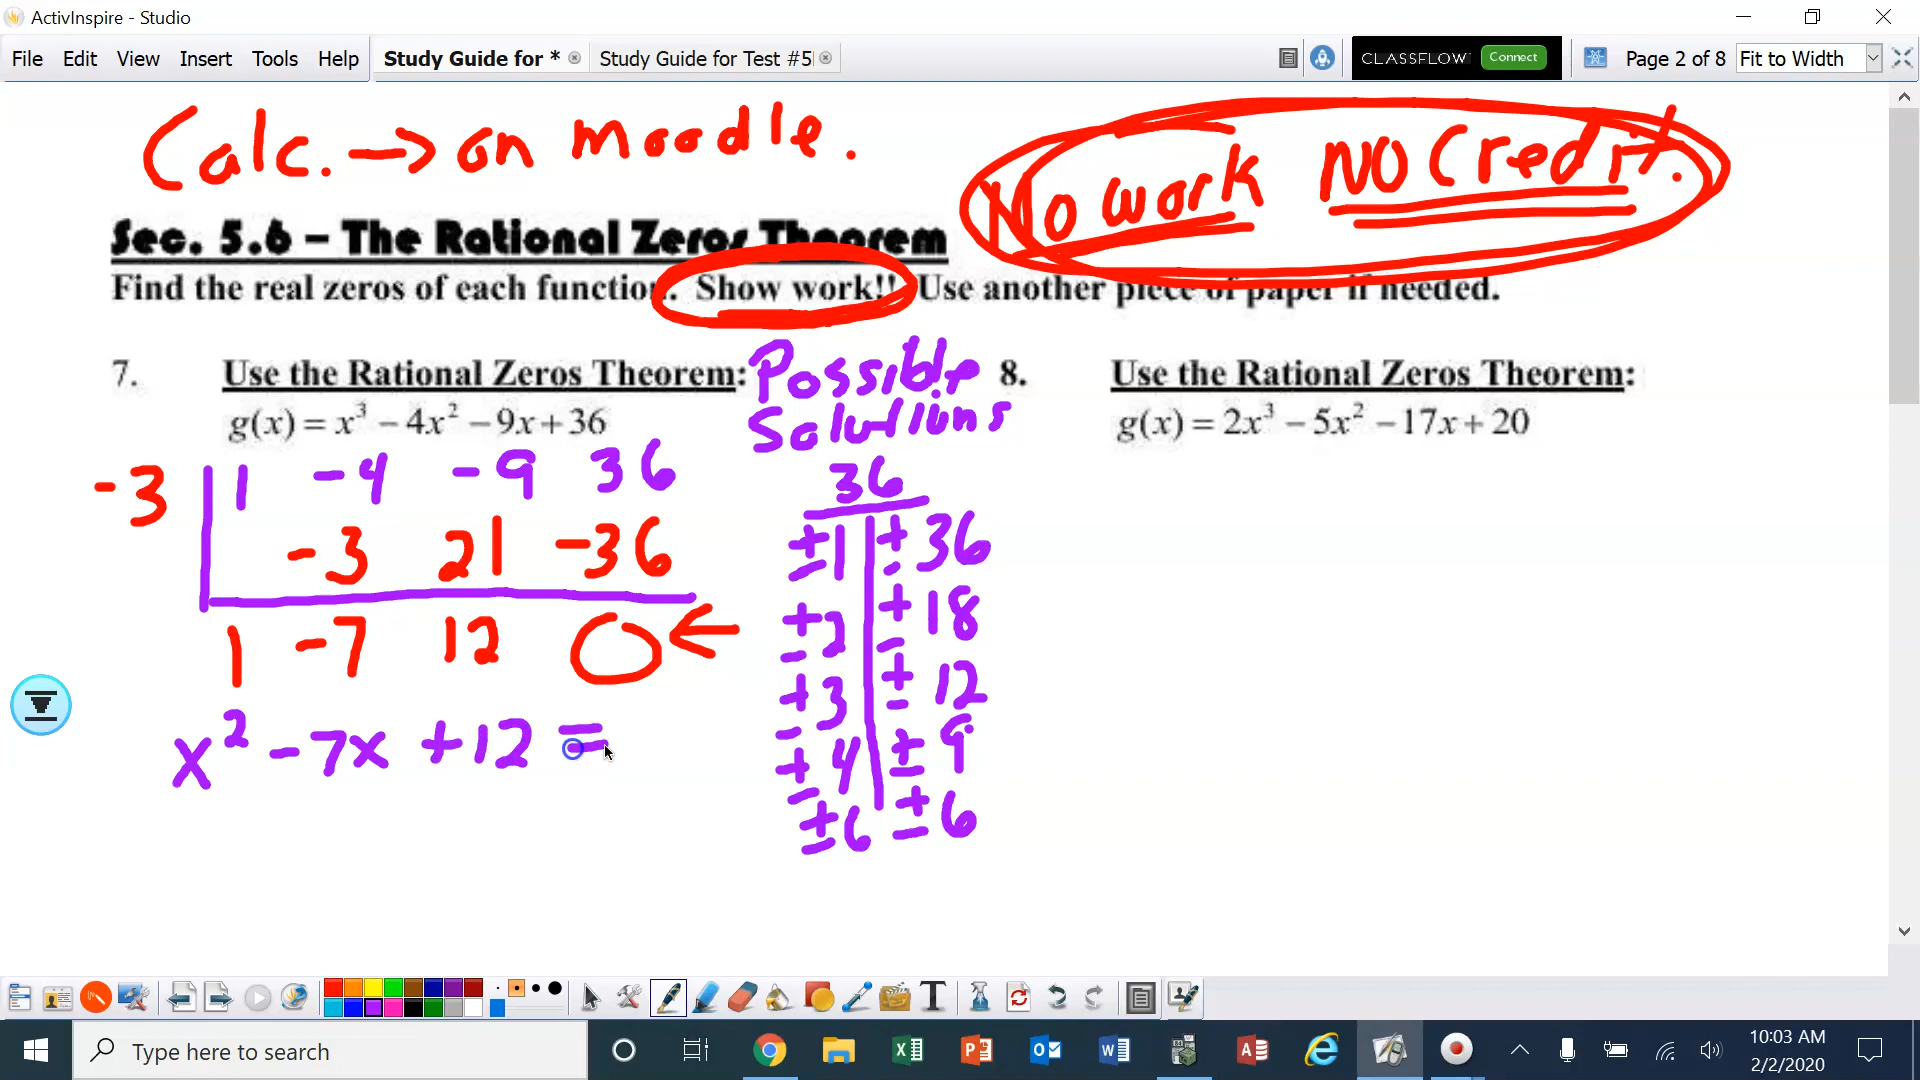 ActivInspire - Studio
File Edit View Insert Tools Help Study Guide for * Study Guide for Test #5 CLASSFLOW Connect Page 2 of 8 Fit to Width
Calc. → on moodle.
No work NO Credit.
Sec. 5.6 – The Rational Zeros Theorem
Find the real zeros of each function. Show work!! Use another piece of paper if needed.
7. Use the Rational Zeros Theorem:
g(x) = x³ − 4x² − 9x + 36
-3 1 -4 -9 36
-3 21 -36
1 -7 12 0 ←
x² - 7x + 12 =
Possible
Solutions
36
±1 ±36
±2 ±18
±3 ±12
±4 ±9
±6 ±6
8. Use the Rational Zeros Theorem:
g(x) = 2x³ − 5x² − 17x + 20
Type here to search
10:03 AM
2/2/2020